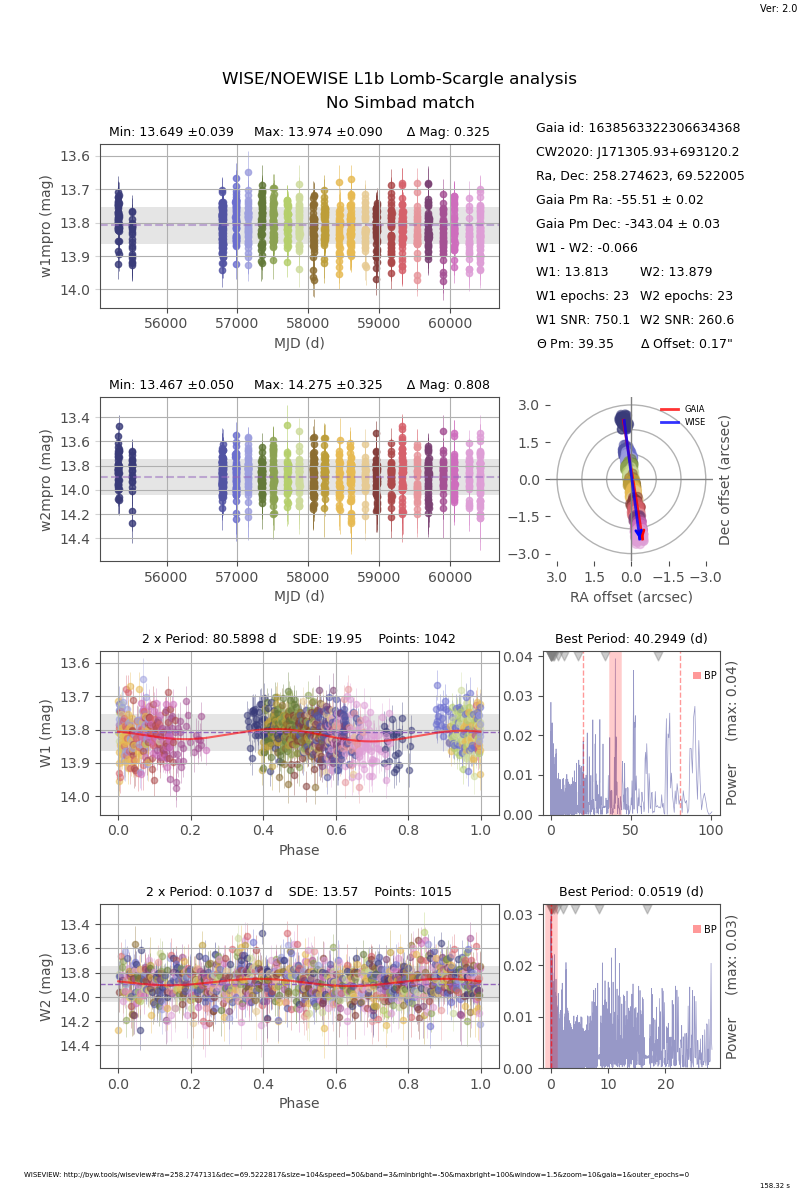 Ver: 2.0
WISE/NOEWISE L1b Lomb-Scargle analysis
No Simbad match
Min: 13.649 ±0.039 Max: 13.974 ±0.090 Δ Mag: 0.325
13.6
13.7
13.8
13.9
14.0
w1mpro (mag)
56000 57000 58000 59000 60000
MJD (d)
Gaia id: 1638563322306634368
CW2020: J171305.93+693120.2
Ra, Dec: 258.274623, 69.522005
Gaia Pm Ra: -55.51 ± 0.02
Gaia Pm Dec: -343.04 ± 0.03
W1 - W2: -0.066
W1: 13.813 W2: 13.879
W1 epochs: 23 W2 epochs: 23
W1 SNR: 750.1 W2 SNR: 260.6
Θ Pm: 39.35 Δ Offset: 0.17"
Min: 13.467 ±0.050 Max: 14.275 ±0.325 Δ Mag: 0.808
13.4
13.6
13.8
14.0
14.2
14.4
w2mpro (mag)
56000 57000 58000 59000 60000
MJD (d)
GAIA
WISE
3.0
1.5
0.0
−1.5
−3.0
Dec offset (arcsec)
3.0 1.5 0.0 −1.5 −3.0
RA offset (arcsec)
2 x Period: 80.5898 d SDE: 19.95 Points: 1042
13.6
13.7
13.8
13.9
14.0
W1 (mag)
0.0 0.2 0.4 0.6 0.8 1.0
Phase
Best Period: 40.2949 (d)
BP
0.04
0.03
0.02
0.01
0.00
Power (max: 0.04)
0 50 100
2 x Period: 0.1037 d SDE: 13.57 Points: 1015
13.4
13.6
13.8
14.0
14.2
14.4
W2 (mag)
0.0 0.2 0.4 0.6 0.8 1.0
Phase
Best Period: 0.0519 (d)
BP
0.03
0.02
0.01
0.00
Power (max: 0.03)
0 10 20
WISEVIEW: http://byw.tools/wiseview#ra=258.2747131&dec=69.5222817&size=104&speed=50&band=3&minbright=-50&maxbright=100&window=1.5&zoom=10&gaia=1&outer_epochs=0
158.32 s